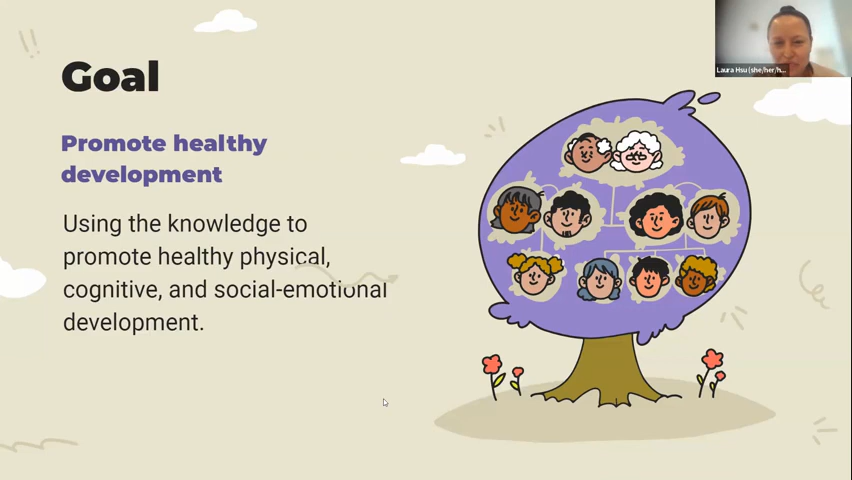 Goal
Promote healthy
development
Using the knowledge to
promote healthy physical,
cognitive, and social-emotional
development.
Laura Hsu (she/her/h...